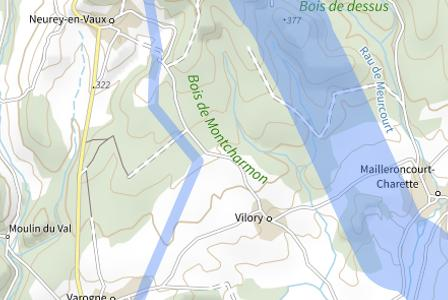 Bois de dessus
Neurey-en-Vaux
377
322
Rau de Meurcourt
Bois de Montcharmon
Mailleroncourt-
Charette
Vilory
Moulin du Val
Varogne